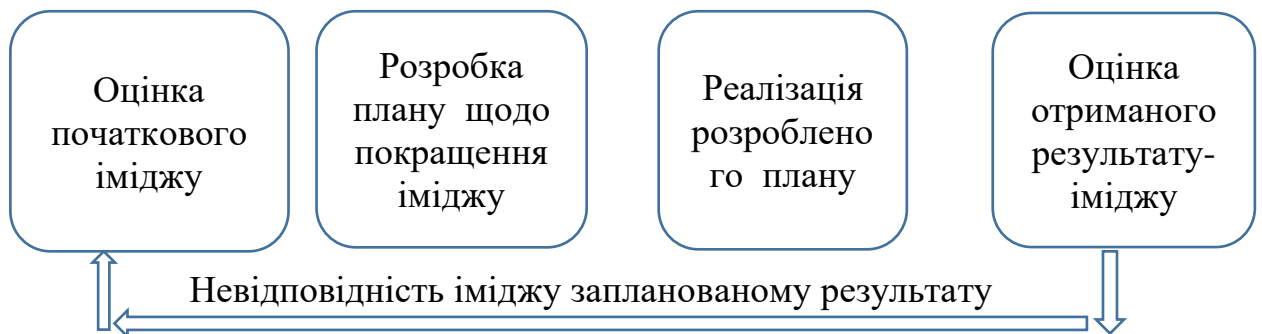 Оцінка
початкового
іміджу
Розробка
плану щодо
покращення
іміджу
Реалізація
розроблено
го плану
Оцінка
отриманого
результату-
іміджу
Невідповідність іміджу запланованому результату